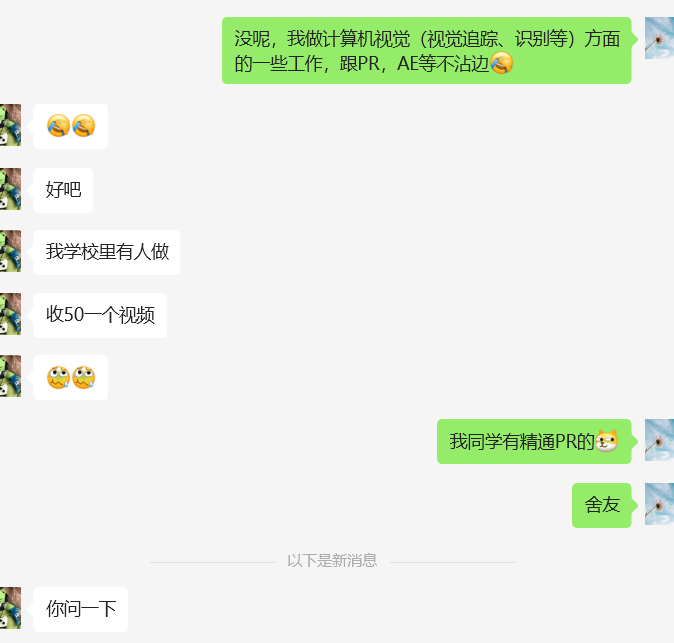 没呢，我做计算机视觉（视觉追踪、识别等）方面
的一些工作，跟PR，AE等不沾边
好吧
我学校里有人做
收50一个视频
我同学有精通PR的
舍友
以下是新消息
你问一下